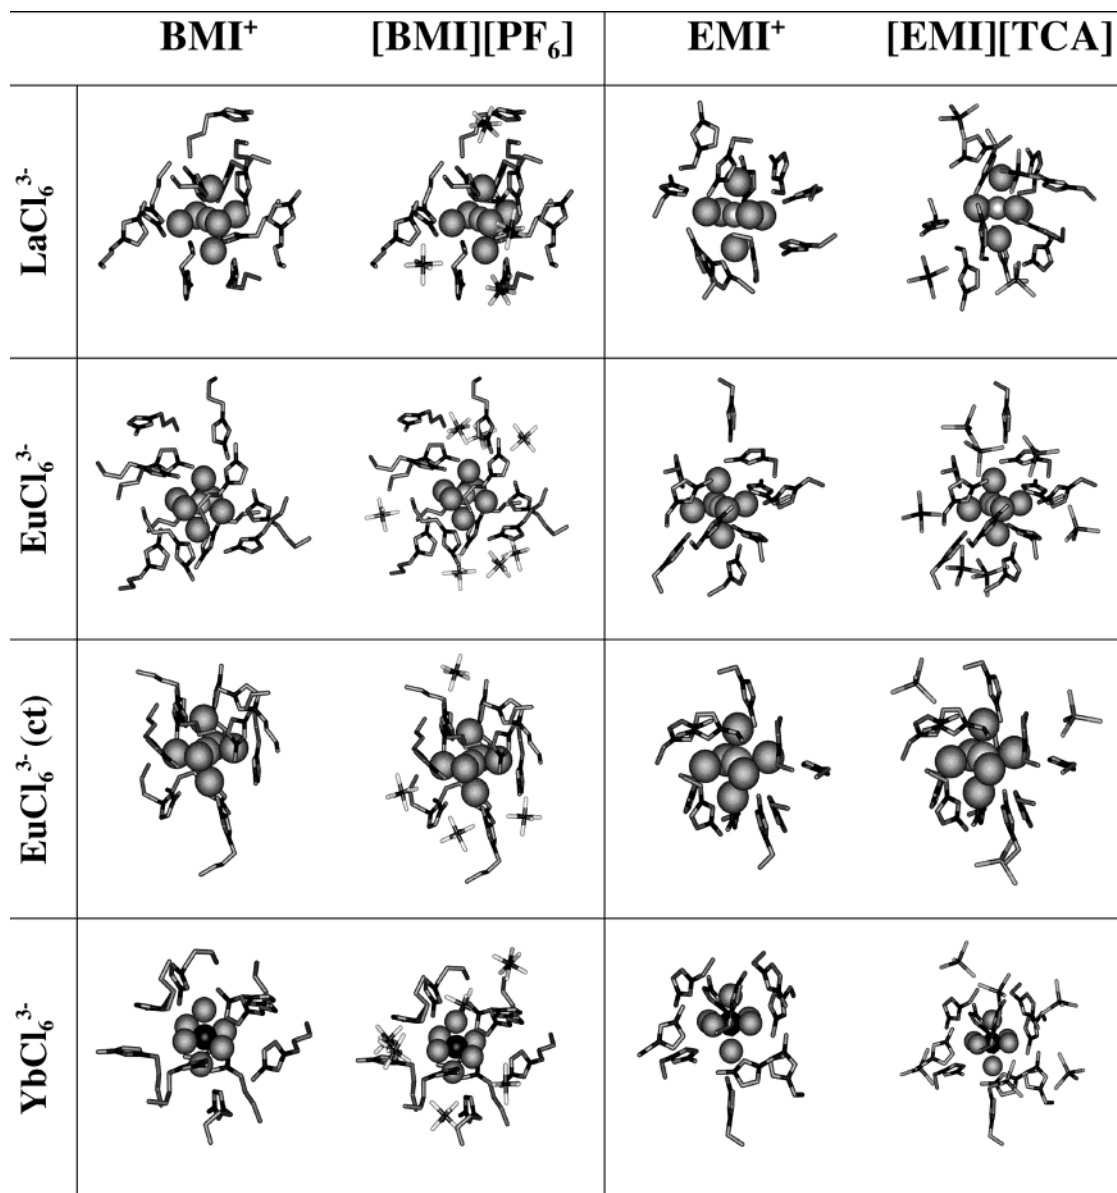 BMI⁺ [BMI][PF₆] EMI⁺ [EMI][TCA]
LaCl₆³⁻
EuCl₆³⁻
EuCl₆³⁻ (ct)
YbCl₆³⁻